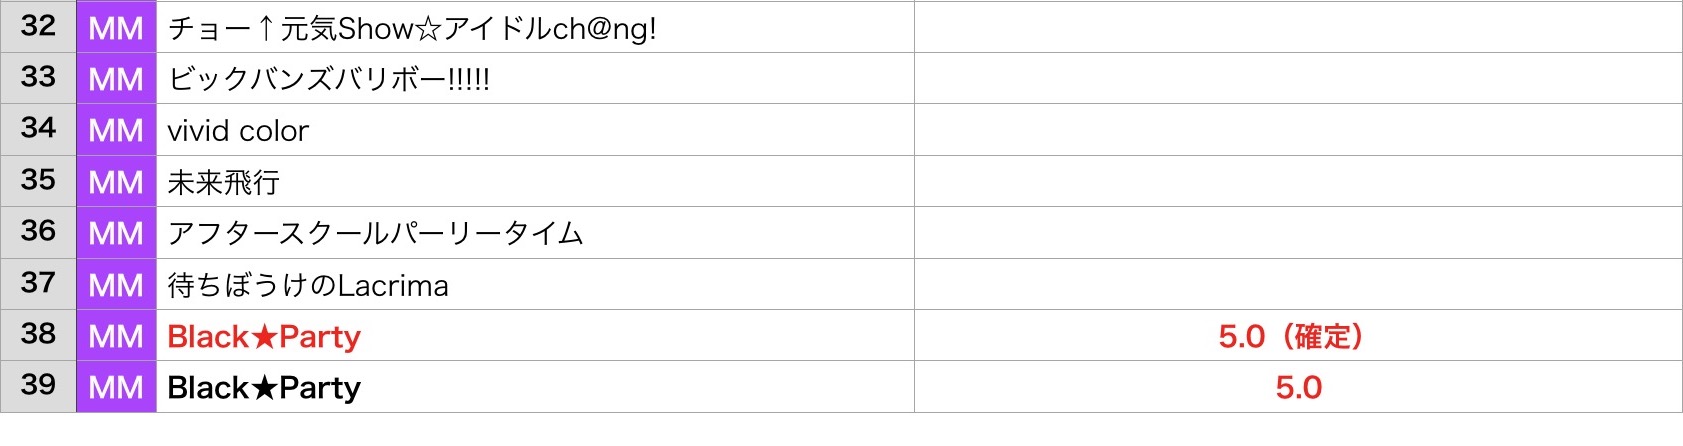 32 MM チョー↑元気Show☆アイドルch@ng!
33 MM ビックバンズバリボー!!!!!
34 MM vivid color
35 MM 未来飛行
36 MM アフタースクールパーリータイム
37 MM 待ちぼうけのLacrima
38 MM Black★Party 5.0（確定）
39 MM Black★Party 5.0